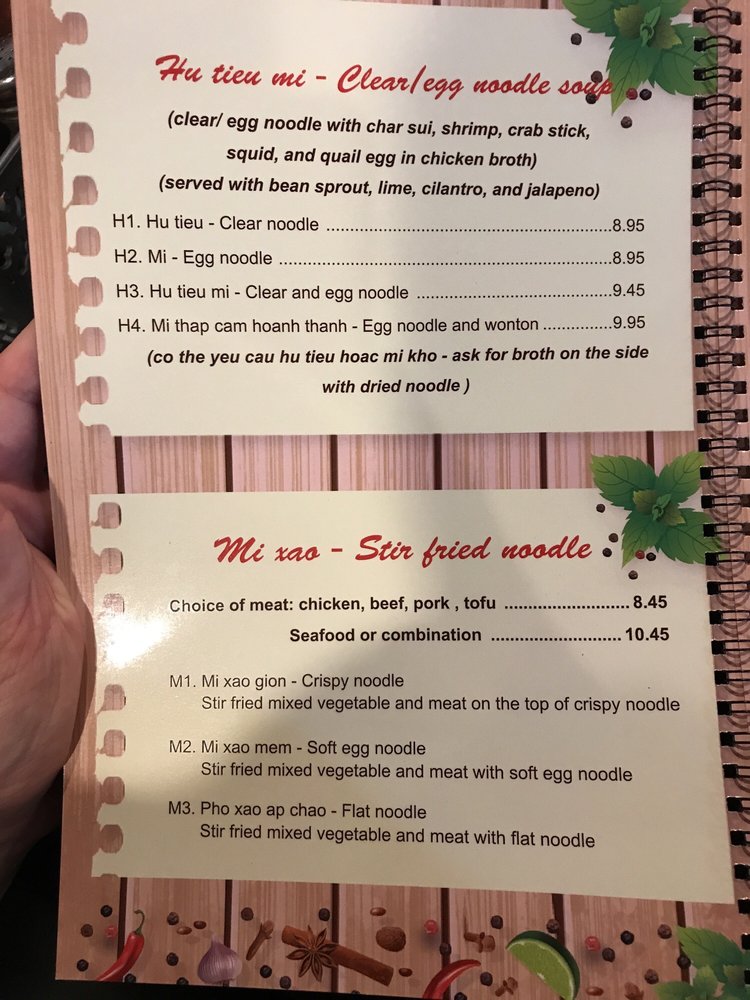 Hu tieu mi - Clear/egg noodle soup
(clear/ egg noodle with char sui, shrimp, crab stick,
squid, and quail egg in chicken broth)
(served with bean sprout, lime, cilantro, and jalapeno)
H1. Hu tieu - Clear noodle ..........................................................8.95
H2. Mi - Egg noodle ....................................................................8.95
H3. Hu tieu mi - Clear and egg noodle ........................................9.45
H4. Mi thap cam hoanh thanh - Egg noodle and wonton ..............9.95
(co the yeu cau hu tieu hoac mi kho - ask for broth on the side
with dried noodle )
Mi xao - Stir fried noodle
Choice of meat: chicken, beef, pork , tofu ......................... 8.45
Seafood or combination .......................... 10.45
M1. Mi xao gion - Crispy noodle
Stir fried mixed vegetable and meat on the top of crispy noodle
M2. Mi xao mem - Soft egg noodle
Stir fried mixed vegetable and meat with soft egg noodle
M3. Pho xao ap chao - Flat noodle
Stir fried mixed vegetable and meat with flat noodle